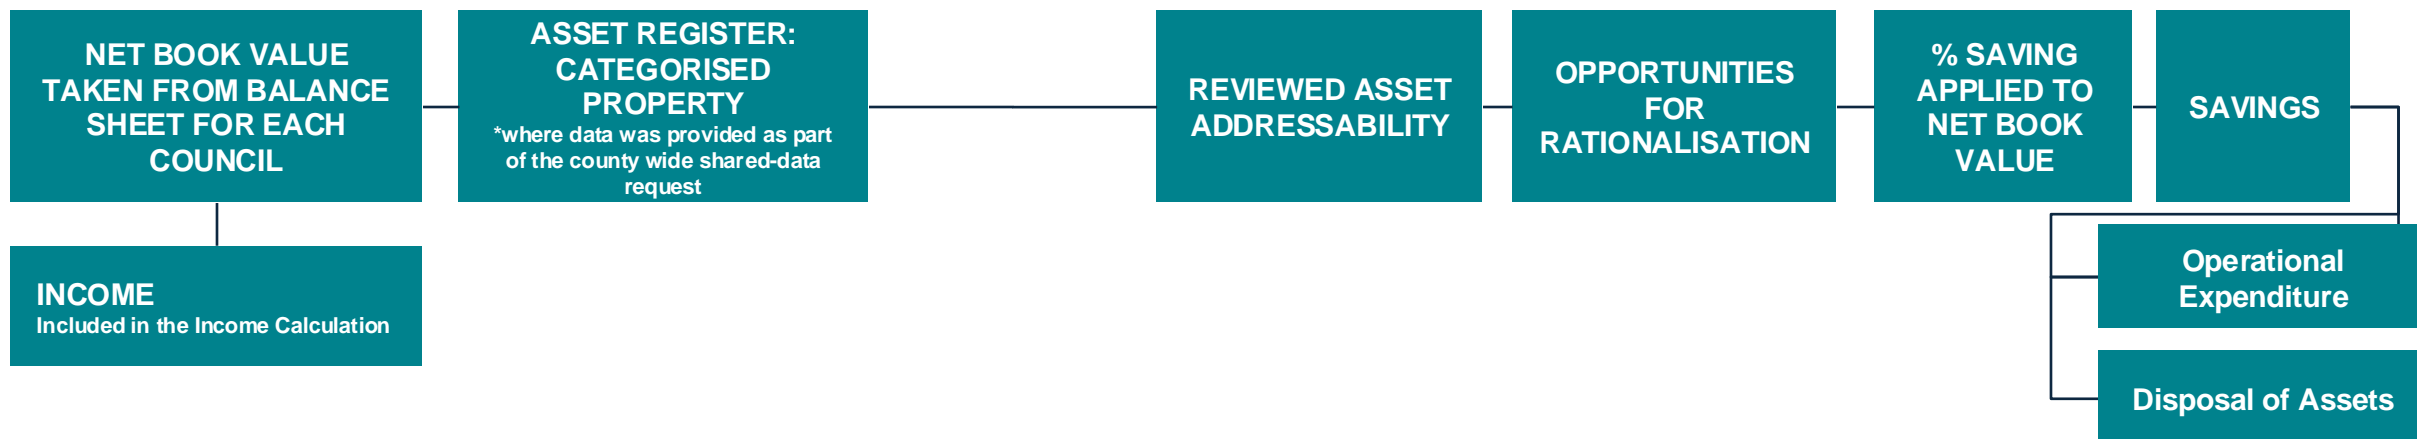 NET BOOK VALUE
TAKEN FROM BALANCE
SHEET FOR EACH
COUNCIL
ASSET REGISTER:
CATEGORISED
PROPERTY
*where data was provided as part
of the county wide shared-data
request
REVIEWED ASSET
ADDRESSABILITY
OPPORTUNITIES
FOR
RATIONALISATION
% SAVING
APPLIED TO
NET BOOK
VALUE
SAVINGS
INCOME
Included in the Income Calculation
Operational
Expenditure
Disposal of Assets